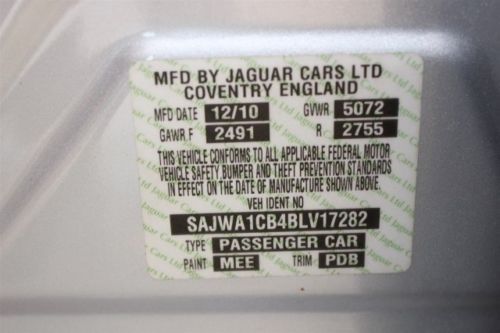 MFD BY JAGUAR CARS LTD
COVENTRY ENGLAND
MFD DATE 12/10 GVWR 5072
GAWR F 2491 R 2755
THIS VEHICLE CONFORMS TO ALL APPLICABLE FEDERAL MOTOR
VEHICLE SAFETY BUMPER AND THEFT PREVENTION STANDARDS
IN EFFECT ON THE DATE OF MANUFACTURE SHOWN ABOVE.
VEH IDENT NO
SAJWA1CB4BLV17282
TYPE PASSENGER CAR
PAINT MEE TRIM PDB